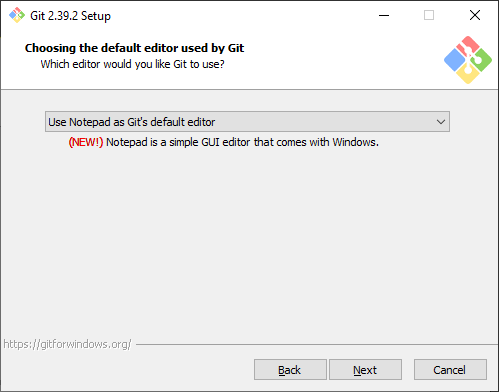 Git 2.39.2 Setup
Choosing the default editor used by Git
Which editor would you like Git to use?
Use Notepad as Git's default editor
(NEW!) Notepad is a simple GUI editor that comes with Windows.
https://gitforwindows.org/
Back
Next
Cancel